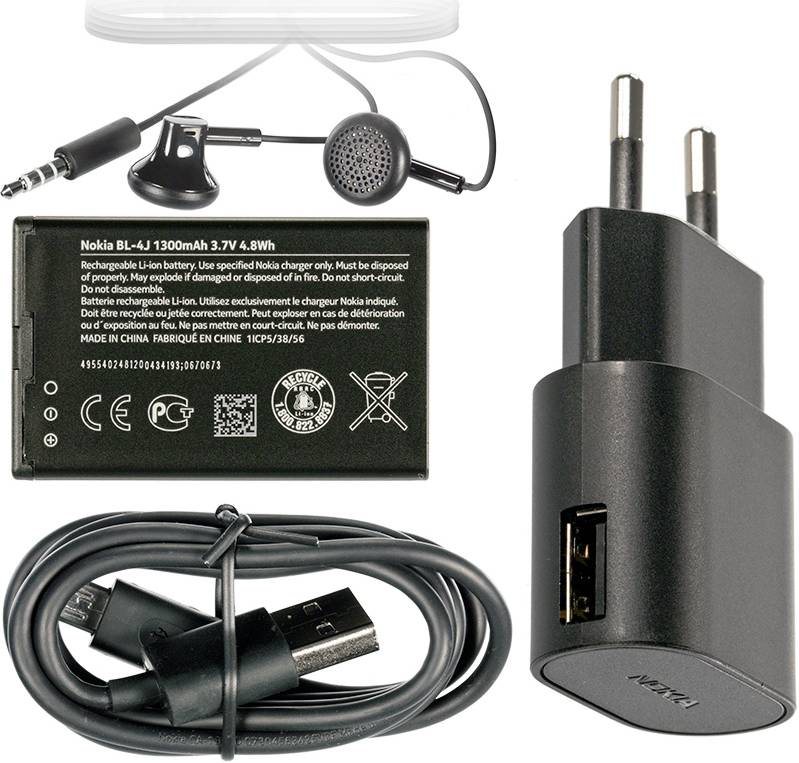 Nokia BL-4J 1300mAh 3.7V 4.8Wh
Rechargeable Li-ion battery. Use specified Nokia charger only. Must be disposed
of properly. May explode if damaged or disposed of in fire. Do not short-circuit.
Do not disassemble.
Batterie rechargeable Li-ion. Utilisez exclusivement le chargeur Nokia indiqué.
Doit être recyclée ou jetée correctement. Peut exploser en cas de détérioration
ou d´exposition au feu. Ne pas mettre en court-circuit. Ne pas démonter.
MADE IN CHINA FABRIQUÉ EN CHINE 1ICP5/38/56
4955402481200434193;0670673
CE
PCT
RECYCLE
RBRC
Li-ion
1.800.822.8837
NOKIA